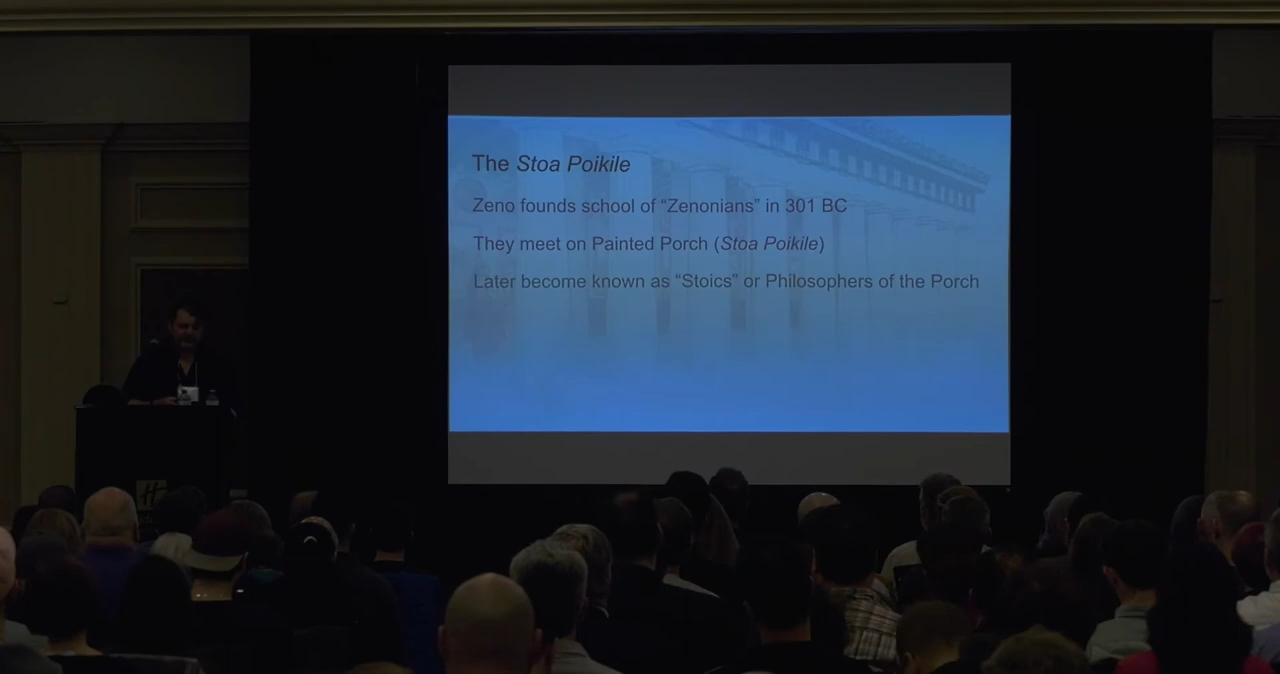 The Stoa Poikile
Zeno founds school of “Zenonians” in 301 BC
They meet on Painted Porch (Stoa Poikile)
Later become known as “Stoics” or Philosophers of the Porch
H